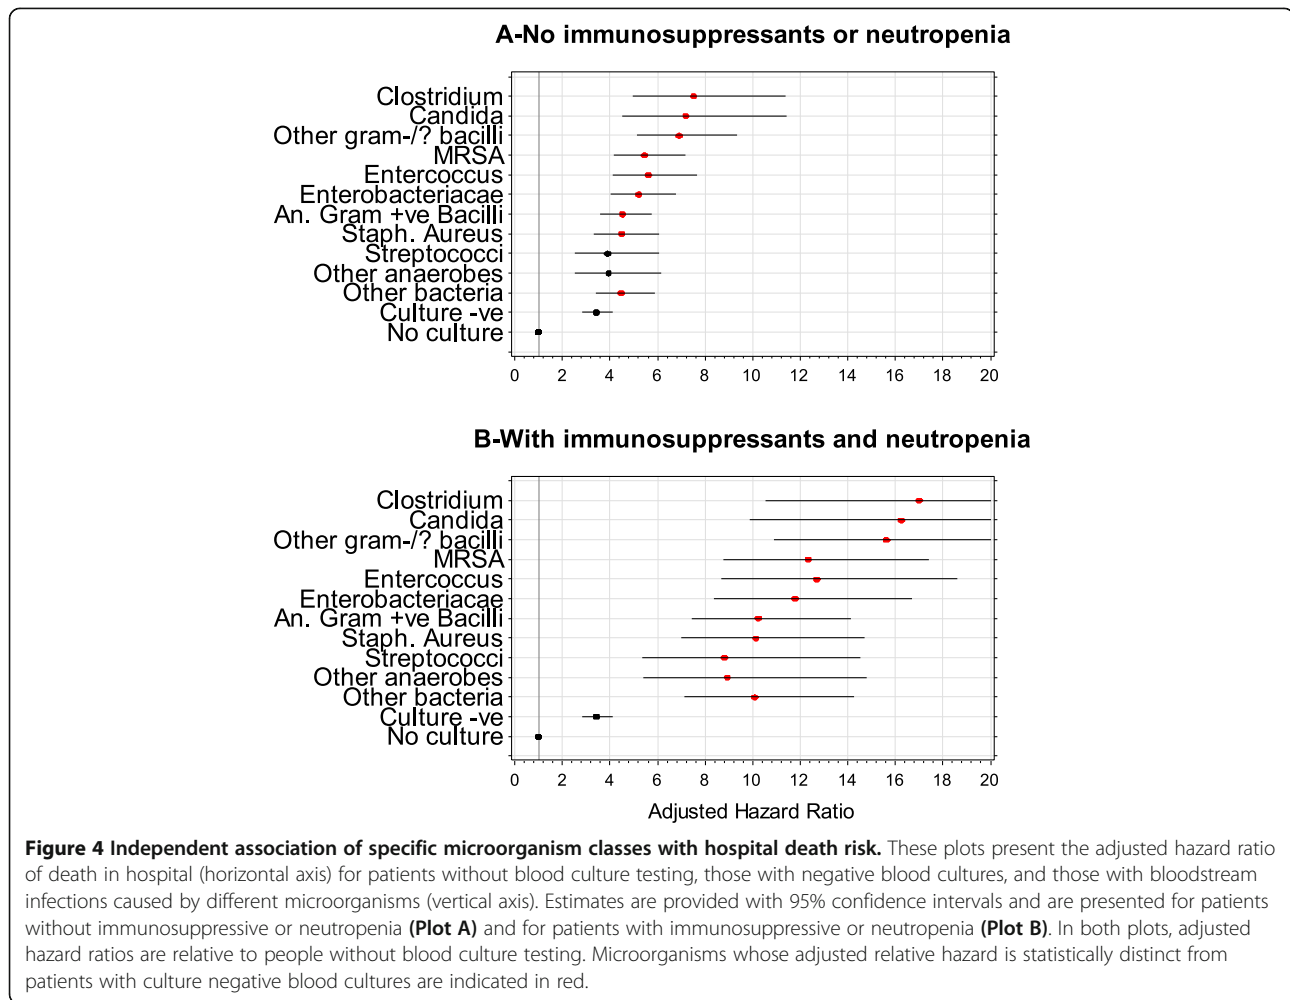 A-No immunosuppressants or neutropenia
Clostridium
Candida
Other gram-/? bacilli
MRSA
Entercoccus
Enterobacteriacae
An. Gram +ve Bacilli
Staph. Aureus
Streptococci
Other anaerobes
Other bacteria
Culture -ve
No culture
0 2 4 6 8 10 12 14 16 18 20
B-With immunosuppressants and neutropenia
Clostridium
Candida
Other gram-/? bacilli
MRSA
Entercoccus
Enterobacteriacae
An. Gram +ve Bacilli
Staph. Aureus
Streptococci
Other anaerobes
Other bacteria
Culture -ve
No culture
0 2 4 6 8 10 12 14 16 18 20
Adjusted Hazard Ratio
Figure 4 Independent association of specific microorganism classes with hospital death risk. These plots present the adjusted hazard ratio
of death in hospital (horizontal axis) for patients without blood culture testing, those with negative blood cultures, and those with bloodstream
infections caused by different microorganisms (vertical axis). Estimates are provided with 95% confidence intervals and are presented for patients
without immunosuppressive or neutropenia (Plot A) and for patients with immunosuppressive or neutropenia (Plot B). In both plots, adjusted
hazard ratios are relative to people without blood culture testing. Microorganisms whose adjusted relative hazard is statistically distinct from
patients with culture negative blood cultures are indicated in red.